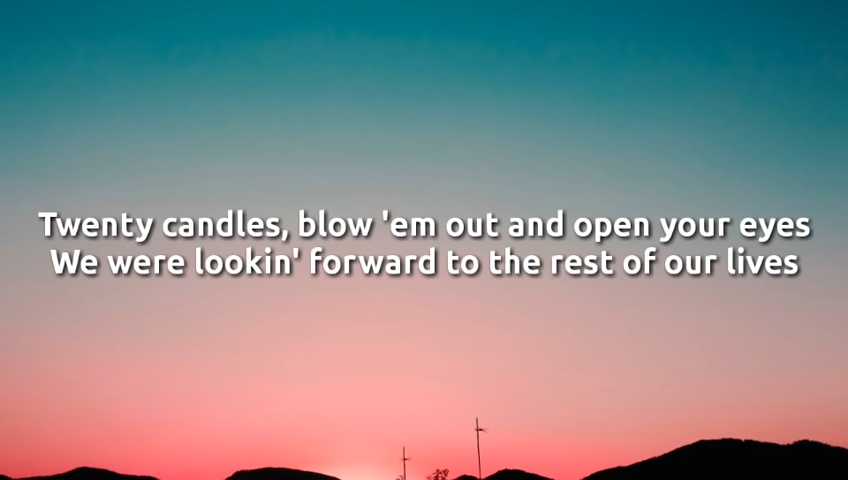 Twenty candles, blow 'em out and open your eyes
We were lookin' forward to the rest of our lives